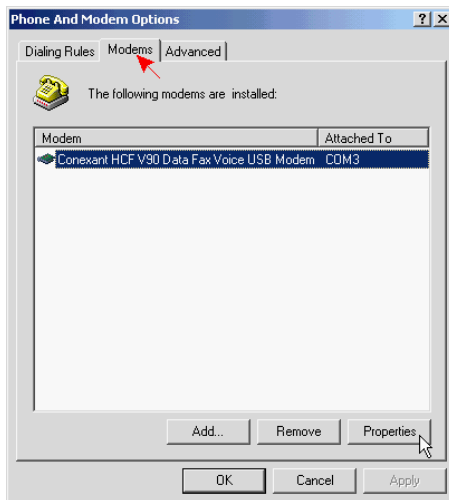 Phone And Modem Options
Dialing Rules Modems Advanced
The following modems are installed:
Modem Attached To
Conexant HCF V90 Data Fax Voice USB Modem COM3
Add... Remove Properties
OK Cancel Apply